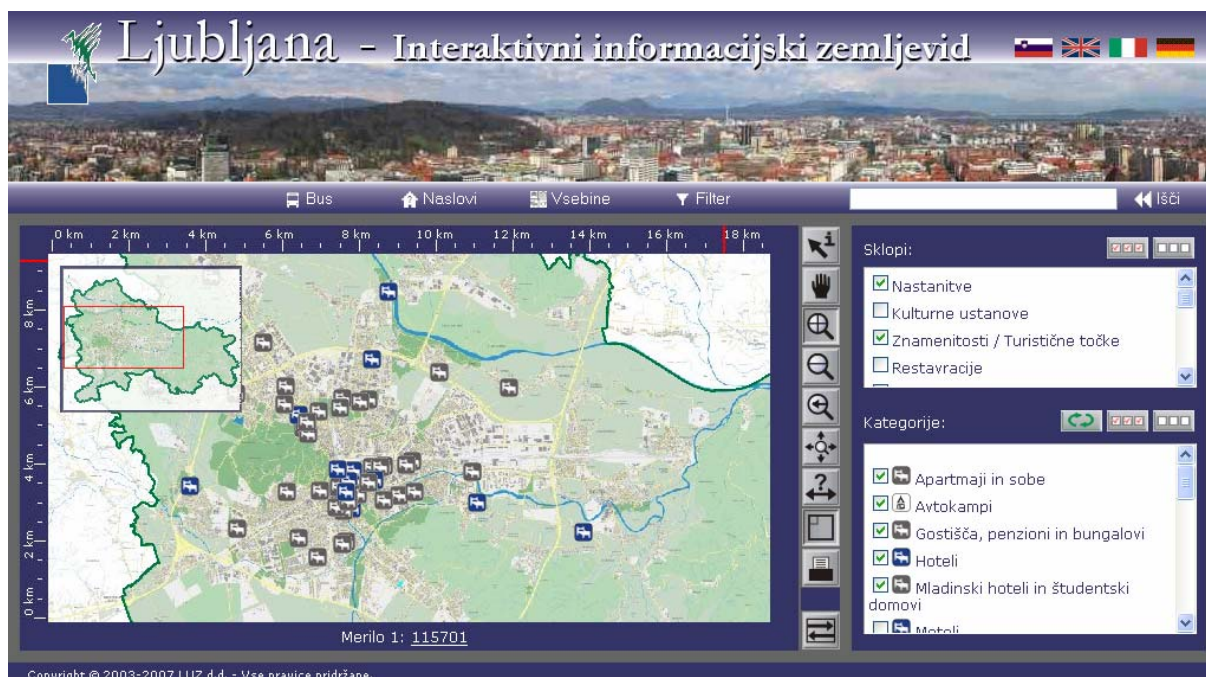 Ljubljana - Interaktivni informacijski zemljevid
Bus Naslovi Vsebine Filter Išči
0 km 2 km 4 km 6 km 8 km 10 km 12 km 14 km 16 km 18 km
8 km
6 km
4 km
2 km
0 km
Merilo 1: 115701
Sklopi:
Nastanitve
Kulturne ustanove
Znamenitosti / Turistične točke
Restavracije
Kategorije:
Apartmaji in sobe
Avtokampi
Gostišča, penzioni in bungalovi
Hoteli
Mladinski hoteli in študentski
domovi
Moteli
Copyright © 2003-2007 LUZ d.d. - Vse pravice pridržane.